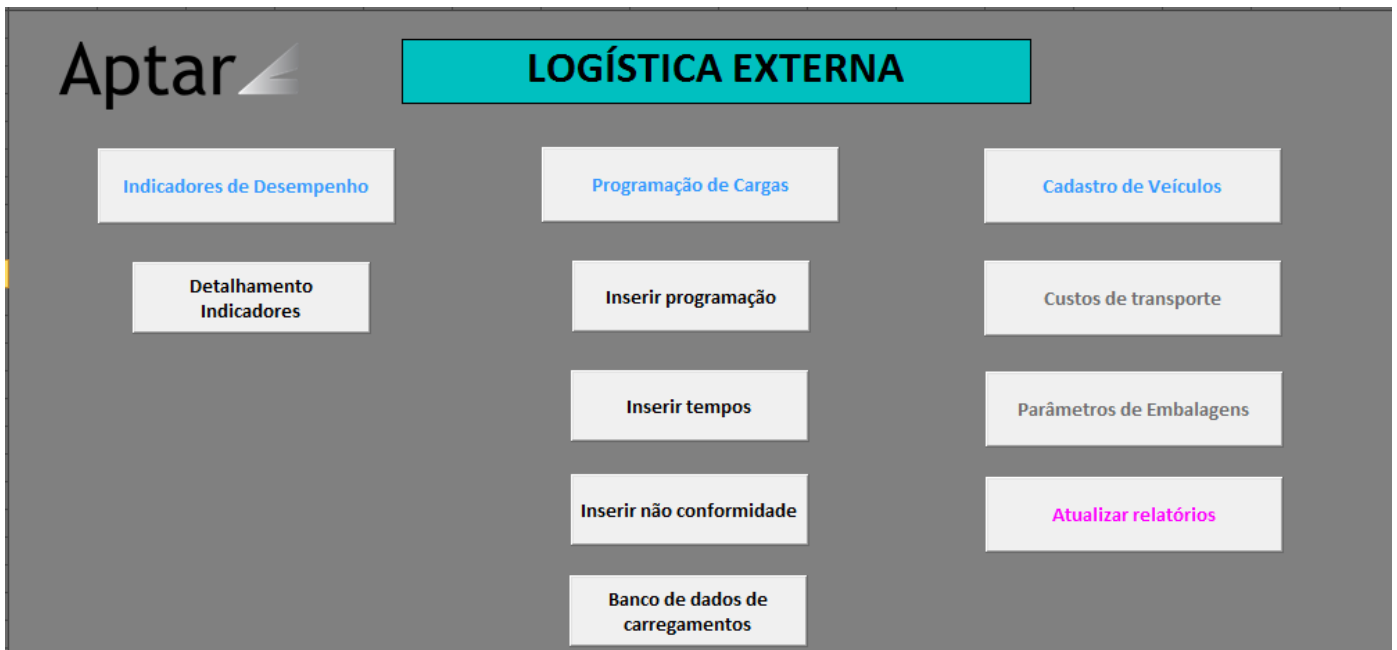 Aptar
LOGÍSTICA EXTERNA
Indicadores de Desempenho
Programação de Cargas
Cadastro de Veículos
Detalhamento
Indicadores
Inserir programação
Custos de transporte
Inserir tempos
Parâmetros de Embalagens
Inserir não conformidade
Atualizar relatórios
Banco de dados de
carregamentos